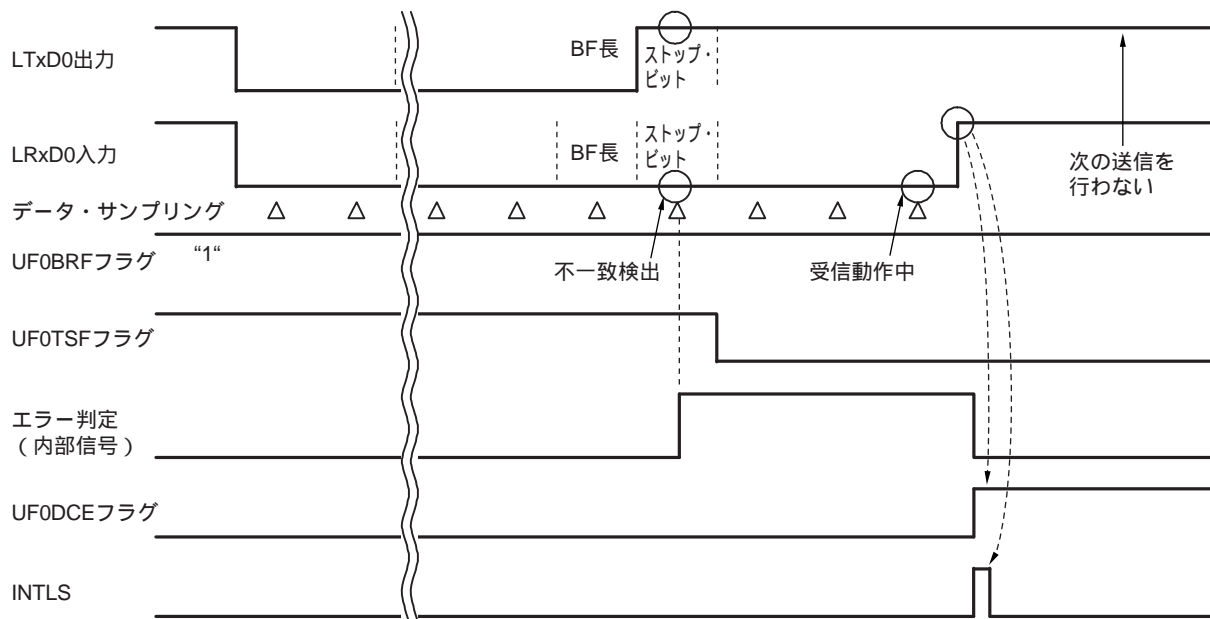 LTxD0出力
BF長
ストップ・
ビット
LRxD0入力
BF長
ストップ・
ビット
次の送信を
行わない
データ・サンプリング
UF0BRFフラグ
“1“
不一致検出
受信動作中
UF0TSFフラグ
エラー判定
（内部信号）
UF0DCEフラグ
INTLS